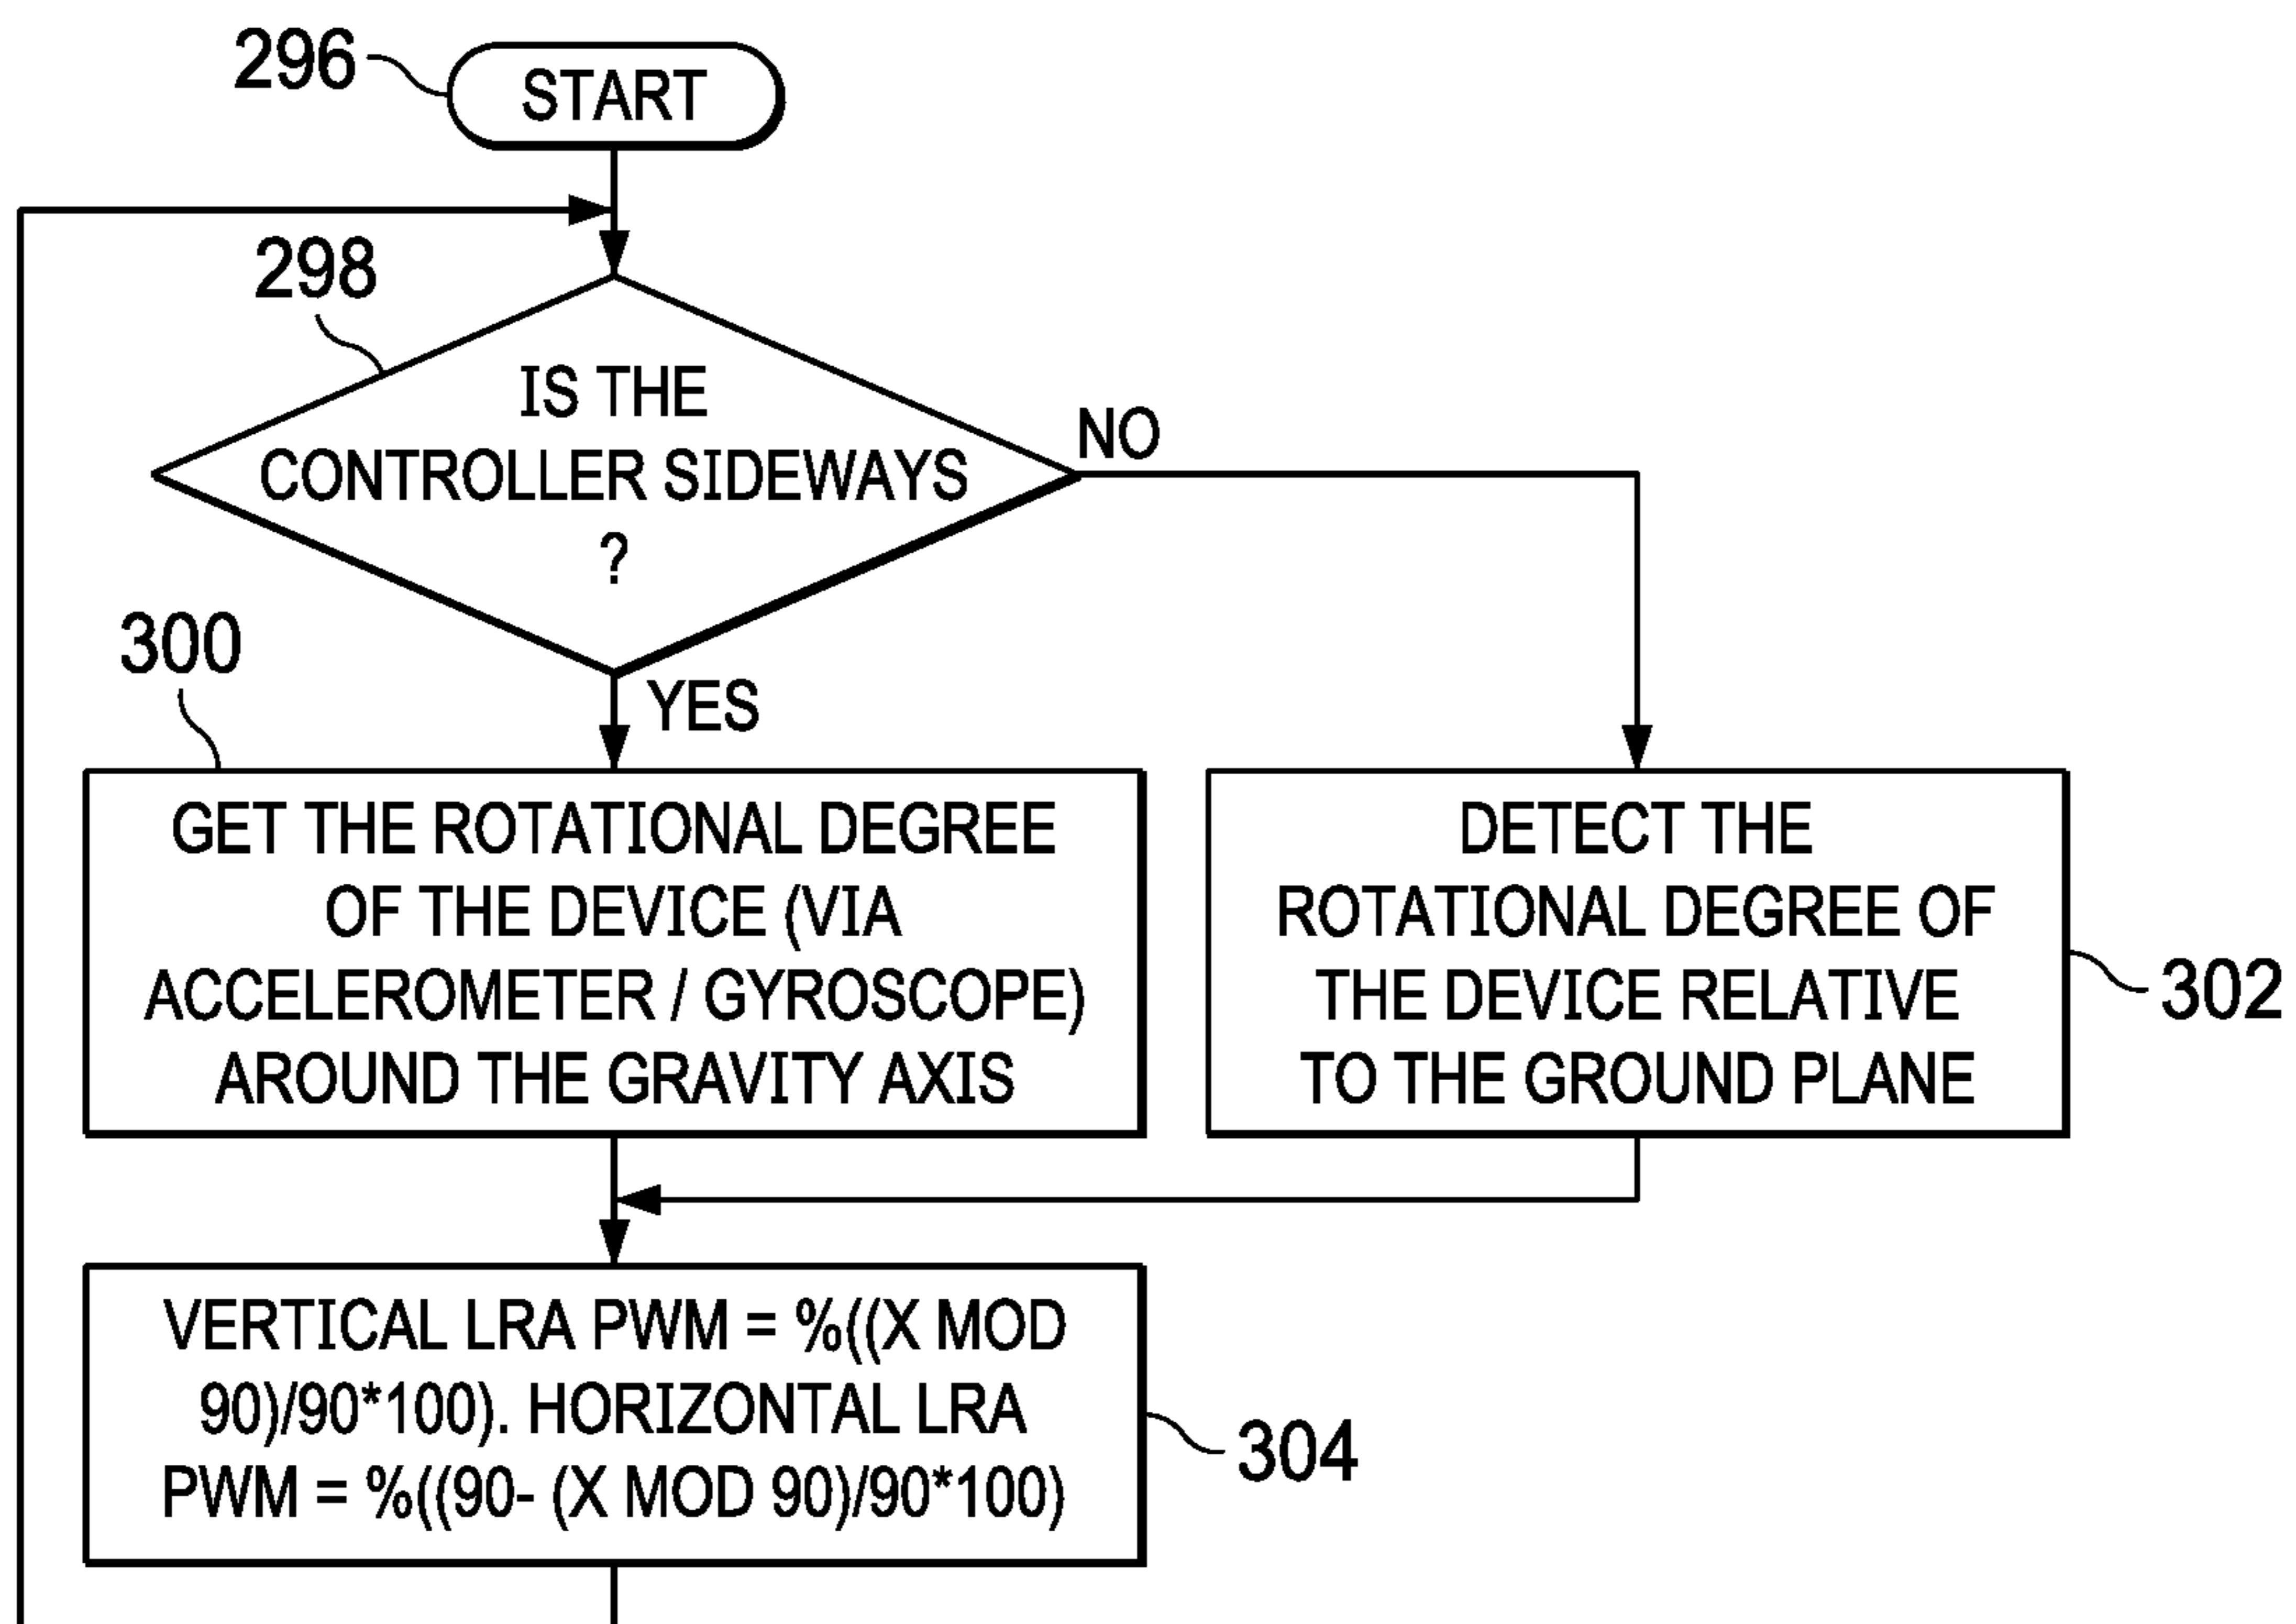 296
START
298
IS THE
CONTROLLER SIDEWAYS
?
NO
YES
300
GET THE ROTATIONAL DEGREE
OF THE DEVICE (VIA
ACCELEROMETER / GYROSCOPE)
AROUND THE GRAVITY AXIS
DETECT THE
ROTATIONAL DEGREE OF
THE DEVICE RELATIVE
TO THE GROUND PLANE
302
VERTICAL LRA PWM = %((X MOD
90)/90*100). HORIZONTAL LRA
PWM = %((90- (X MOD 90)/90*100)
304